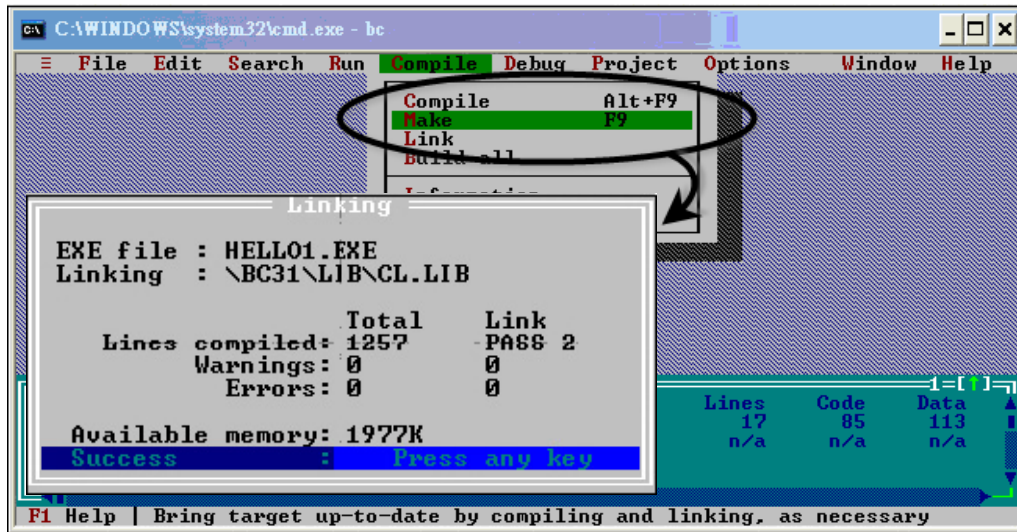 C:\WINDOWS\system32\cmd.exe - bc
≡ File Edit Search Run Compile Debug Project Options Window Help
Compile Alt+F9
Make F9
Link
Build all
Information
Linking
EXE file : HELLO1.EXE
Linking : \BC31\LIB\CL.LIB
Total Link
Lines compiled: 1257 PASS 2
Warnings: 0 0
Errors: 0 0
Available memory: 1977K
Success : Press any key
1=[↑]
Lines Code Data
17 85 113
n/a n/a n/a
F1 Help | Bring target up-to-date by compiling and linking, as necessary